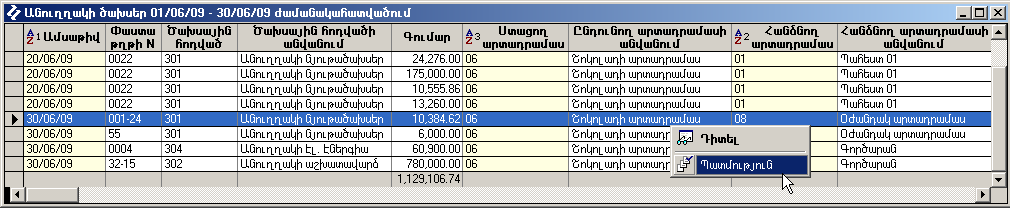 Անուղղակի ծախսեր 01/06/09 - 30/06/09 ժամանակահատվածում
1 Ամսաթիվ Փաստաթղթի N Ծախսային հոդված Ծախսային հոդվածի անվանում Գումար 3 Ստացող արտադրամաս Ընդունող արտադրամասի անվանում 2 Հանձնող արտադրամաս Հանձնող արտադրամասի անվանում
20/06/09 0022 301 Անուղղակի նյութածախսեր 24,276.00 06 Շոկոլադի արտադրամաս 01 Պահեստ 01
20/06/09 0022 301 Անուղղակի նյութածախսեր 175,000.00 06 Շոկոլադի արտադրամաս 01 Պահեստ 01
20/06/09 0022 301 Անուղղակի նյութածախսեր 10,555.86 06 Շոկոլադի արտադրամաս 01 Պահեստ 01
20/06/09 0022 301 Անուղղակի նյութածախսեր 13,260.00 06 Շոկոլադի արտադրամաս 01 Պահեստ 01
30/06/09 001-24 301 Անուղղակի նյութածախսեր 10,384.62 06 Շոկոլադի արտադրամաս 08 Օժանդակ արտադրամաս
30/06/09 55 301 Անուղղակի նյութածախսեր 6,000.00 06 Շոկոլադի արտադր Օժանդակ արտադրամաս
30/06/09 0004 304 Անուղղակի էլ. էներգիա 60,900.00 06 Շոկոլադի արտադր Գործարան
30/06/09 32-15 302 Անուղղակի աշխատավարձ 780,000.00 06 Շոկոլադի արտադր Գործարան
1,129,106.74
Դիտել
Պատմություն